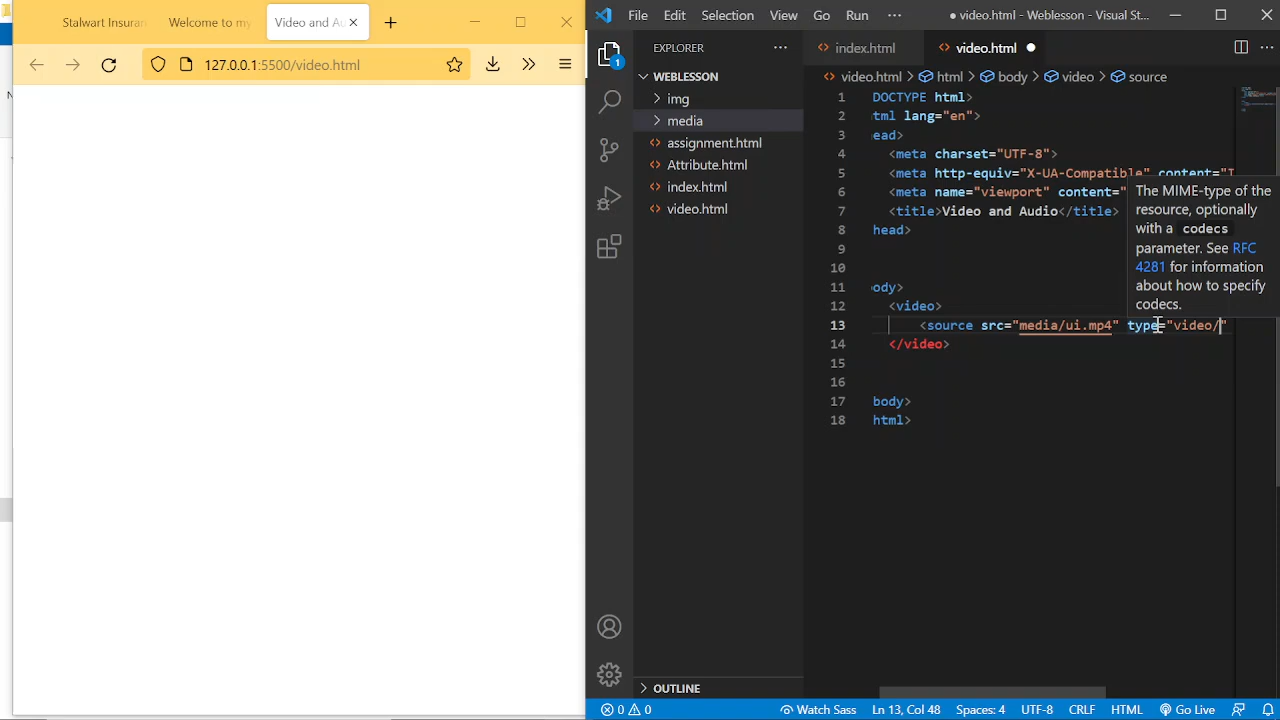 Stalwart Insuran
Welcome to my
Video and Au
127.0.0.1:5500/video.html
N
File Edit Selection View Go Run ··· ● video.html - Weblesson - Visual St...
EXPLORER ···
index.html
video.html ●
WEBLESSON
video.html > html > body > video > source
img
media
assignment.html
Attribute.html
index.html
video.html
1 DOCTYPE html>
2 tml lang="en">
3 ead>
4 <meta charset="UTF-8">
5 <meta http-equiv="X-UA-Compatible" content="I
6 <meta name="viewport" content="
7 <title>Video and Audio</title>
8 head>
9
10
11 ody>
12 <video>
13 <source src="media/ui.mp4" type="video/"
14 </video>
15
16
17 body>
18 html>
The MIME-type of the
resource, optionally
with a codecs
parameter. See RFC
4281 for information
about how to specify
codecs.
1
OUTLINE
0 0 Watch Sass Ln 13, Col 48 Spaces: 4 UTF-8 CRLF HTML Go Live